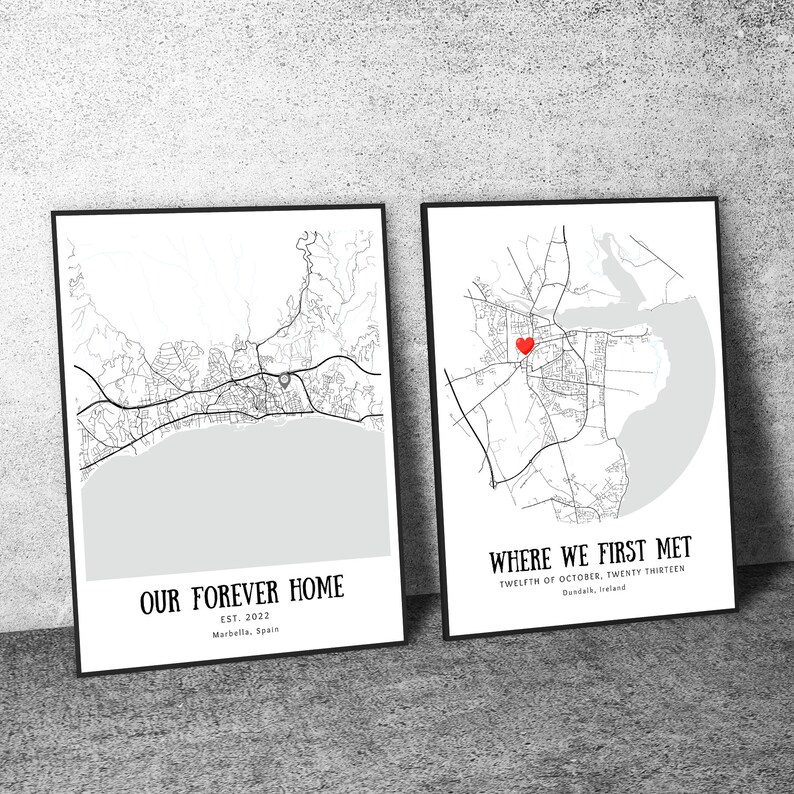 OUR FOREVER HOME
EST. 2022
Marbella, Spain
WHERE WE FIRST MET
TWELFTH OF OCTOBER, TWENTY THIRTEEN
Dundalk, Ireland